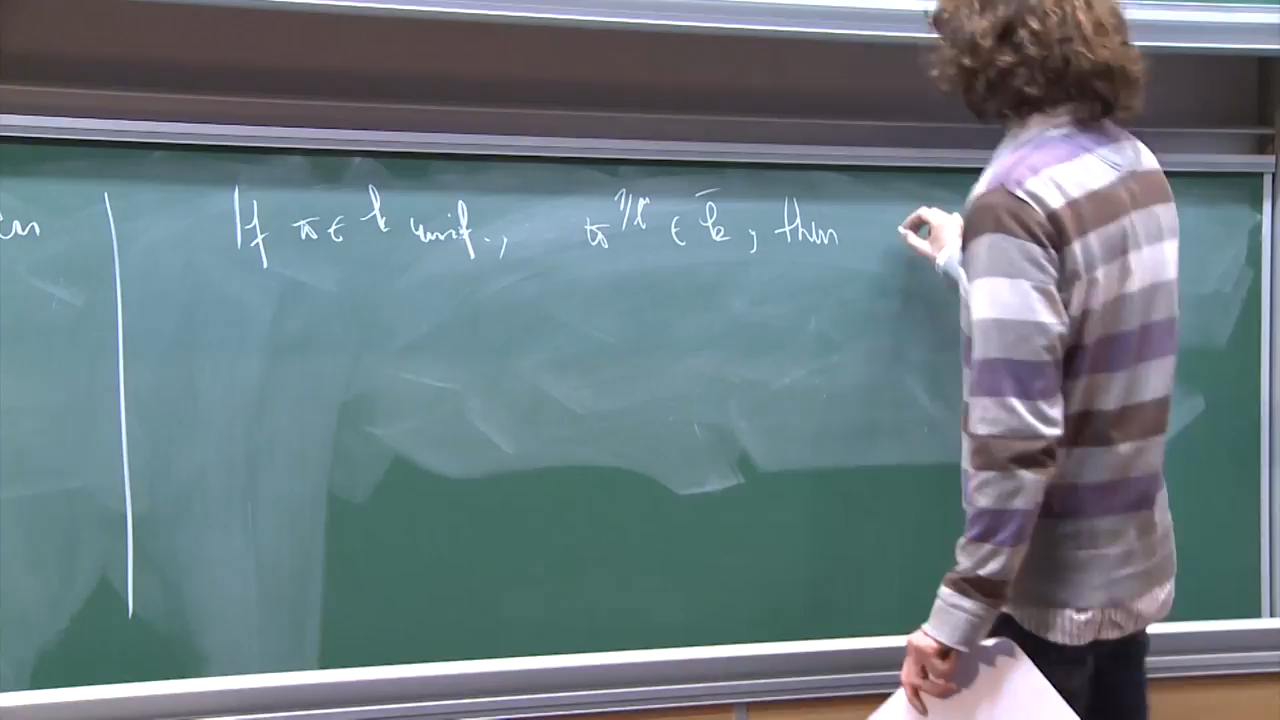 If ϖ ∈ k unif., ϖ^{1/ℓ} ∈ k̄, then